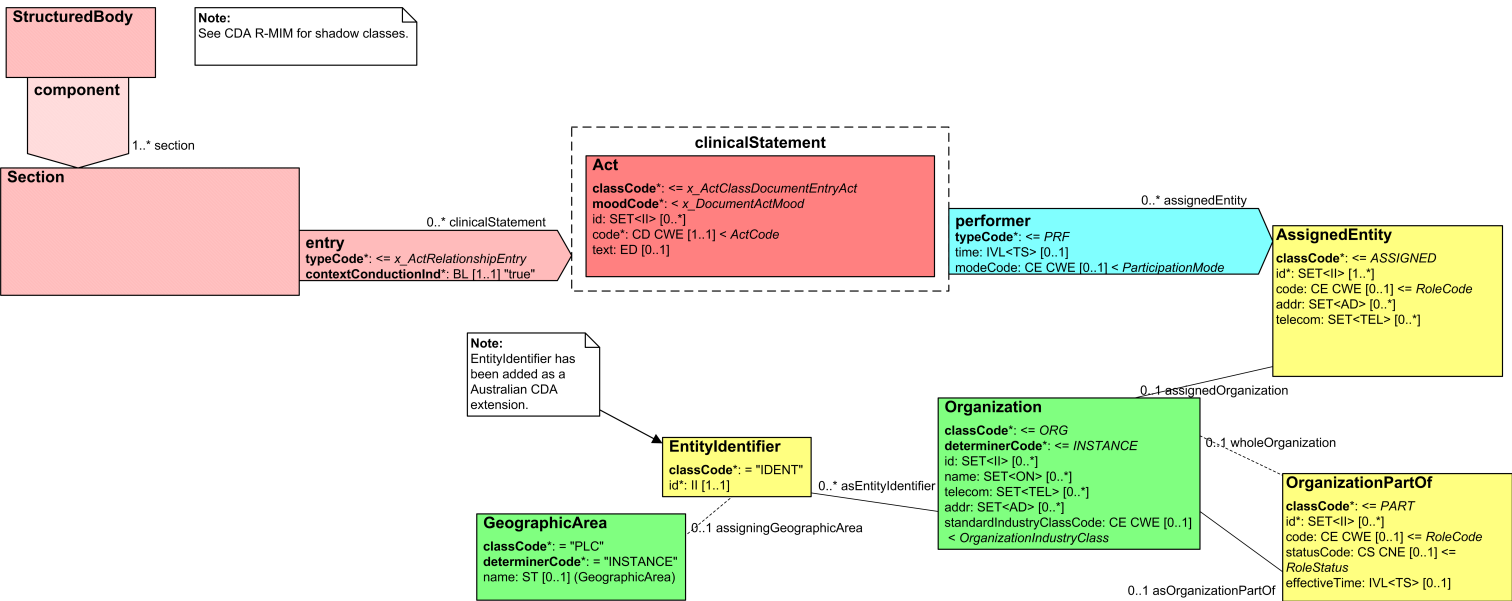 StructuredBody
Note:
See CDA R-MIM for shadow classes.
component
1..* section
Section
0..* clinicalStatement
entry
typeCode*: <= x_ActRelationshipEntry
contextConductionInd*: BL [1..1] "true"
clinicalStatement
Act
classCode*: <= x_ActClassDocumentEntryAct
moodCode*: < x_DocumentActMood
id: SET<II> [0..*]
code*: CD CWE [1..1] < ActCode
text: ED [0..1]
0..* assignedEntity
performer
typeCode*: <= PRF
time: IVL<TS> [0..1]
modeCode: CE CWE [0..1] < ParticipationMode
AssignedEntity
classCode*: <= ASSIGNED
id*: SET<II> [1..*]
code: CE CWE [0..1] <= RoleCode
addr: SET<AD> [0..*]
telecom: SET<TEL> [0..*]
Note:
EntityIdentifier has
been added as a
Australian CDA
extension.
0..1 assignedOrganization
Organization
classCode*: <= ORG
determinerCode*: <= INSTANCE
id: SET<II> [0..*]
name: SET<ON> [0..*]
telecom: SET<TEL> [0..*]
addr: SET<AD> [0..*]
standardIndustryClassCode: CE CWE [0..1]
< OrganizationIndustryClass
0..1 wholeOrganization
EntityIdentifier
classCode*: = "IDENT"
id*: II [1..1]
0..* asEntityIdentifier
GeographicArea
classCode*: = "PLC"
determinerCode*: = "INSTANCE"
name: ST [0..1] (GeographicArea)
0..1 assigningGeographicArea
OrganizationPartOf
classCode*: <= PART
id*: SET<II> [0..*]
code: CE CWE [0..1] <= RoleCode
statusCode: CS CNE [0..1] <=
RoleStatus
effectiveTime: IVL<TS> [0..1]
0..1 asOrganizationPartOf